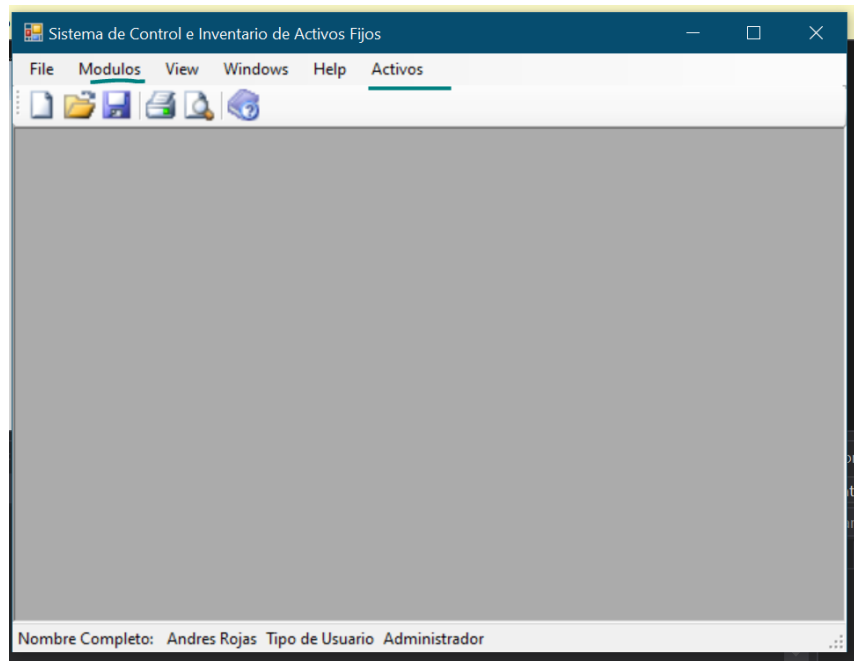 Sistema de Control e Inventario de Activos Fijos
File Modulos View Windows Help Activos
Nombre Completo: Andres Rojas Tipo de Usuario Administrador